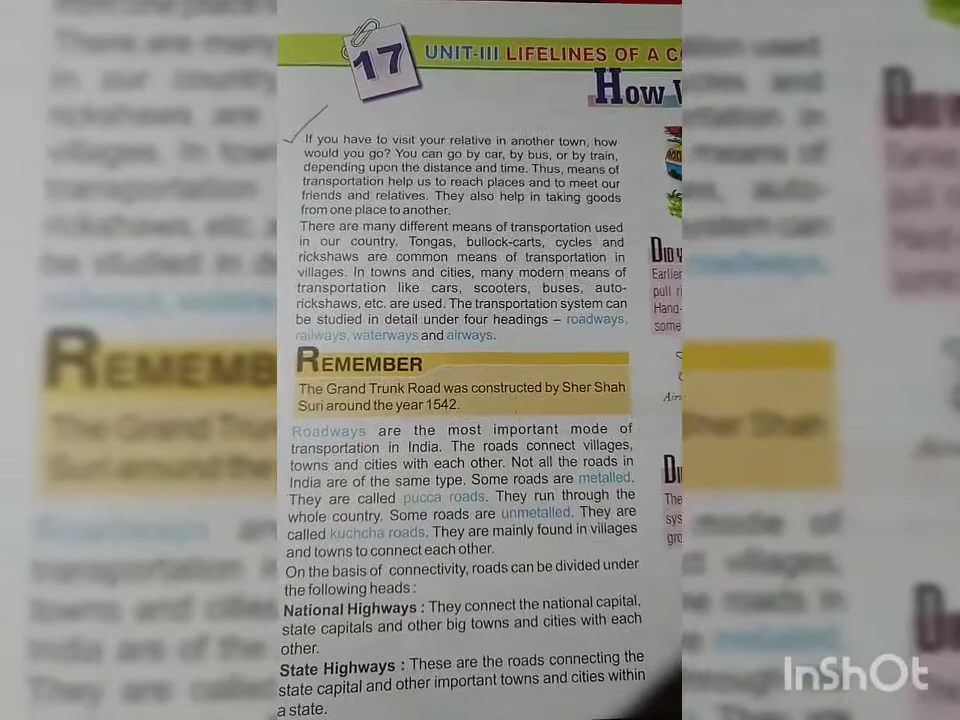 17
UNIT-III LIFELINES OF A
How
If you have to visit your relative in another town, how
would you go? You can go by car, by bus, or by train,
depending upon the distance and time. Thus, means of
transportation help us to reach places and to meet our
friends and relatives. They also help in taking goods
from one place to another.
There are many different means of transportation used
in our country. Tongas, bullock-carts, cycles and
rickshaws are common means of transportation in
villages. In towns and cities, many modern means of
transportation like cars, scooters, buses, auto-
rickshaws, etc. are used. The transportation system can
be studied in detail under four headings – roadways,
railways, waterways and airways.
REMEMBER
The Grand Trunk Road was constructed by Sher Shah
Suri around the year 1542.
Roadways are the most important mode of
transportation in India. The roads connect villages,
towns and cities with each other. Not all the roads in
India are of the same type. Some roads are metalled.
They are called pucca roads. They run through the
whole country. Some roads are unmetalled. They are
called kuchcha roads. They are mainly found in villages
and towns to connect each other.
On the basis of connectivity, roads can be divided under
the following heads :
National Highways : They connect the national capital,
state capitals and other big towns and cities with each
other.
State Highways : These are the roads connecting the
state capital and other important towns and cities within
a state.
DID
Earlier
pull
Hand-
some
The
InShOt